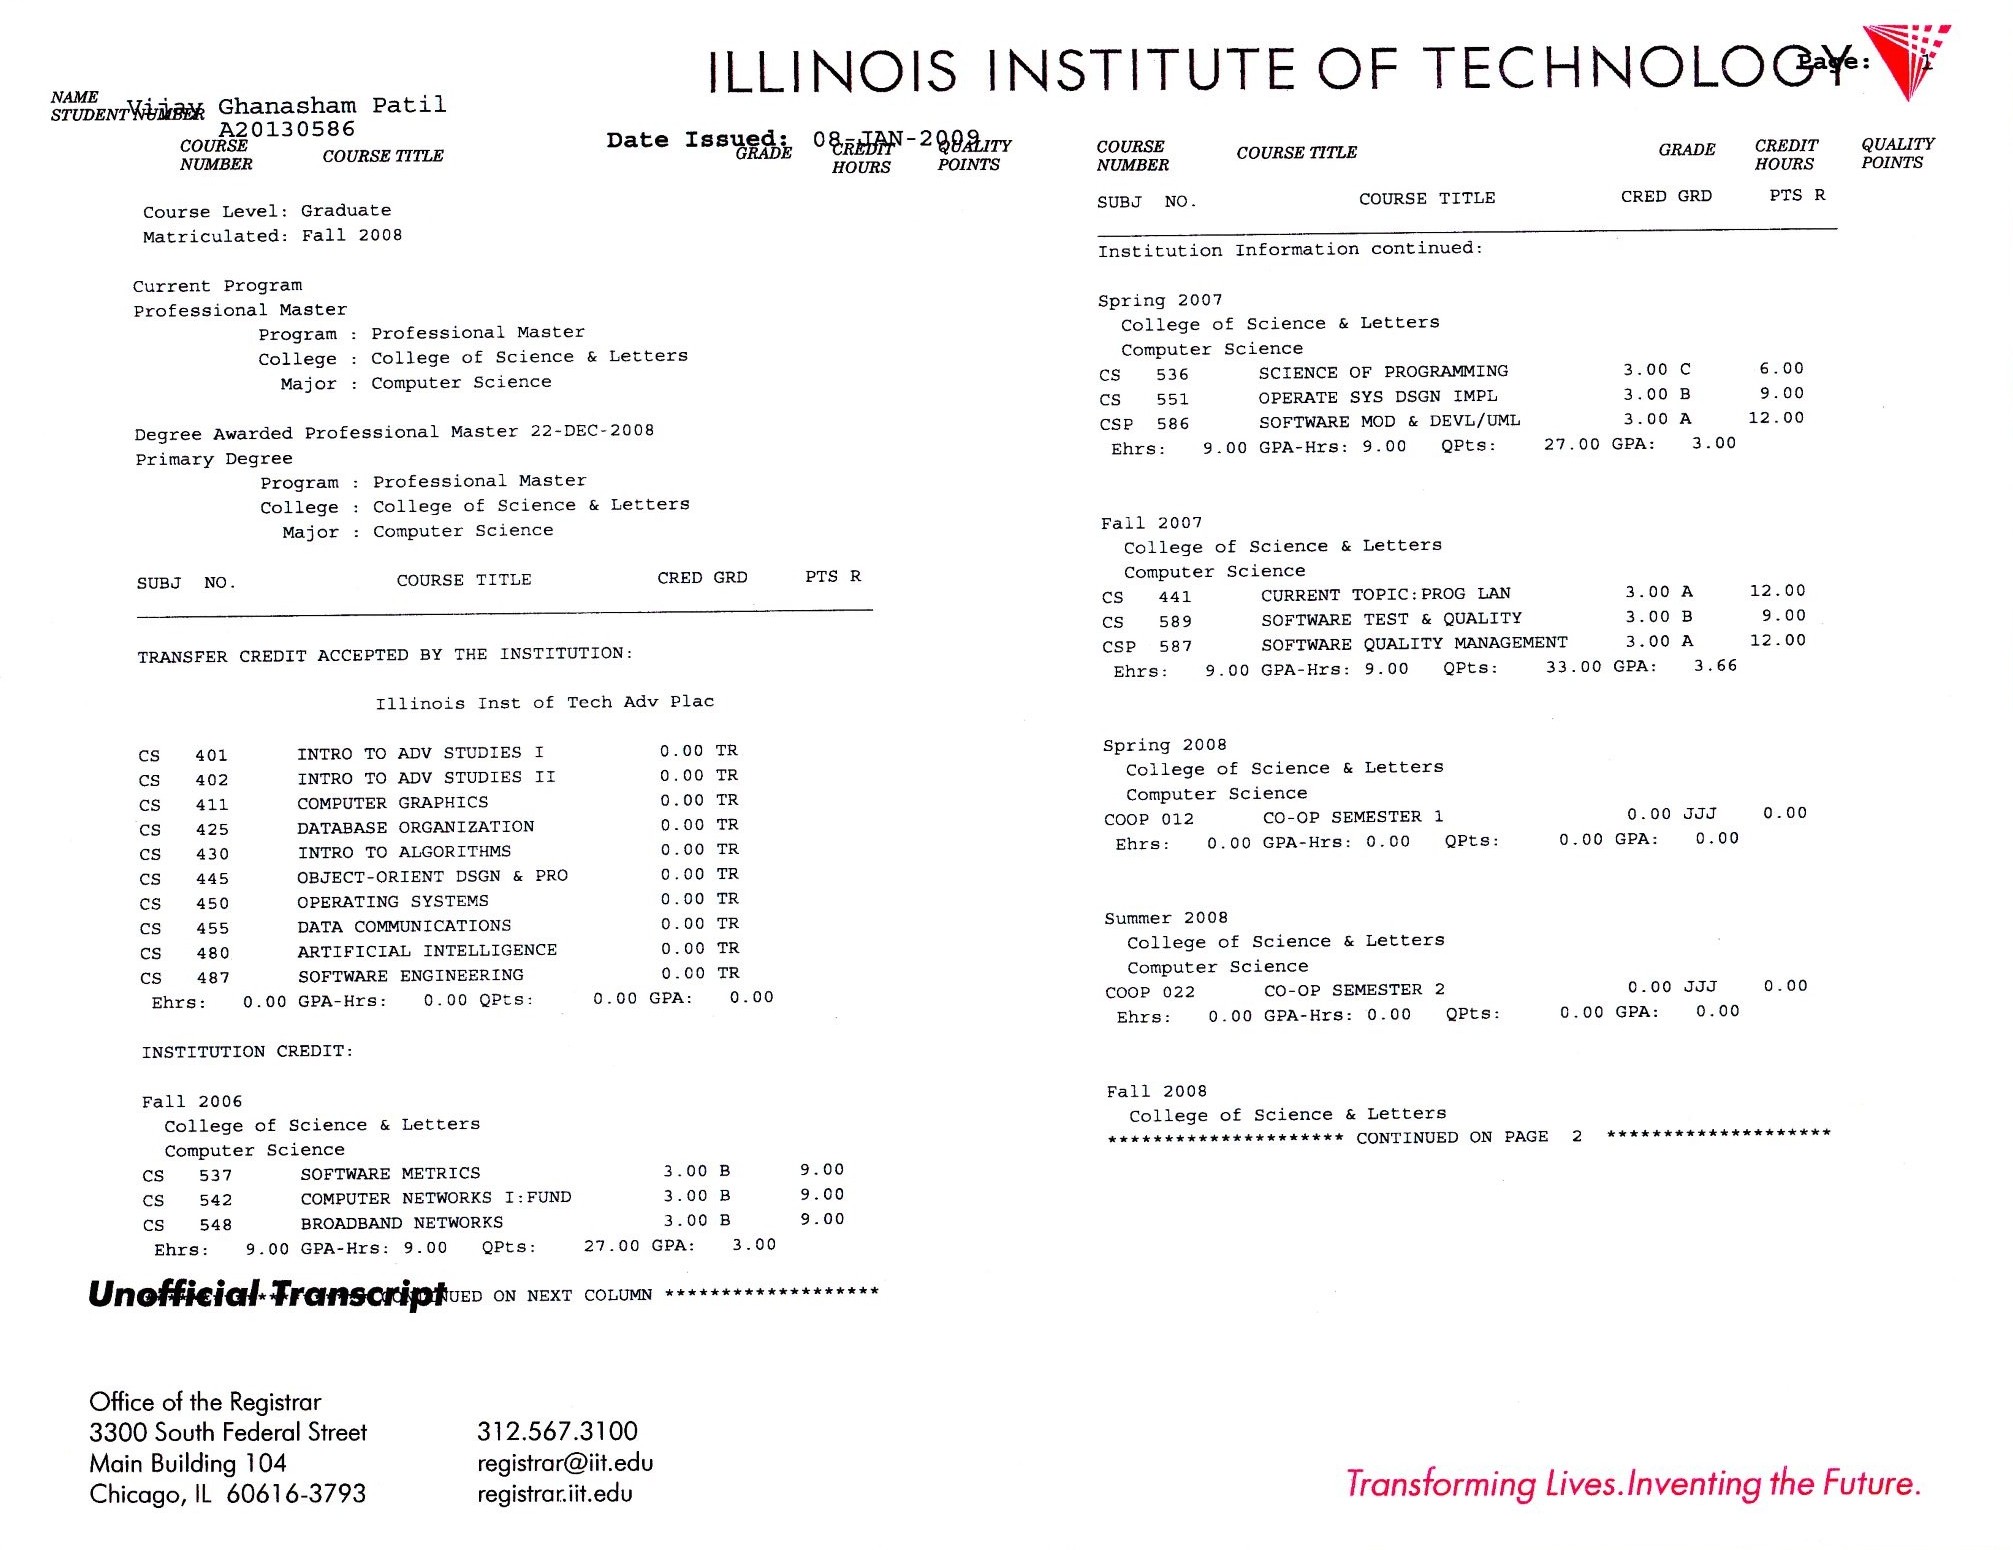 ILLINOIS INSTITUTE OF TECHNOLOGY
Page: 1
NAME
STUDENT NUMBER
Vijay Ghanasham Patil
A20130586
Date Issued: 08-JAN-2009
COURSE NUMBER COURSE TITLE GRADE CREDIT HOURS QUALITY POINTS
Course Level: Graduate
Matriculated: Fall 2008
Current Program
Professional Master
Program : Professional Master
College : College of Science & Letters
Major : Computer Science
Degree Awarded Professional Master 22-DEC-2008
Primary Degree
Program : Professional Master
College : College of Science & Letters
Major : Computer Science
SUBJ NO. COURSE TITLE CRED GRD PTS R
TRANSFER CREDIT ACCEPTED BY THE INSTITUTION:
Illinois Inst of Tech Adv Plac
CS 401 INTRO TO ADV STUDIES I 0.00 TR
CS 402 INTRO TO ADV STUDIES II 0.00 TR
CS 411 COMPUTER GRAPHICS 0.00 TR
CS 425 DATABASE ORGANIZATION 0.00 TR
CS 430 INTRO TO ALGORITHMS 0.00 TR
CS 445 OBJECT-ORIENT DSGN & PRO 0.00 TR
CS 450 OPERATING SYSTEMS 0.00 TR
CS 455 DATA COMMUNICATIONS 0.00 TR
CS 480 ARTIFICIAL INTELLIGENCE 0.00 TR
CS 487 SOFTWARE ENGINEERING 0.00 TR
Ehrs: 0.00 GPA-Hrs: 0.00 QPts: 0.00 GPA: 0.00
INSTITUTION CREDIT:
Fall 2006
College of Science & Letters
Computer Science
CS 537 SOFTWARE METRICS 3.00 B 9.00
CS 542 COMPUTER NETWORKS I:FUND 3.00 B 9.00
CS 548 BROADBAND NETWORKS 3.00 B 9.00
Ehrs: 9.00 GPA-Hrs: 9.00 QPts: 27.00 GPA: 3.00
Unofficial Transcript
CONTINUED ON NEXT COLUMN *******************
COURSE NUMBER COURSE TITLE GRADE CREDIT HOURS QUALITY POINTS
SUBJ NO. COURSE TITLE CRED GRD PTS R
Institution Information continued:
Spring 2007
College of Science & Letters
Computer Science
CS 536 SCIENCE OF PROGRAMMING 3.00 C 6.00
CS 551 OPERATE SYS DSGN IMPL 3.00 B 9.00
CSP 586 SOFTWARE MOD & DEVL/UML 3.00 A 12.00
Ehrs: 9.00 GPA-Hrs: 9.00 QPts: 27.00 GPA: 3.00
Fall 2007
College of Science & Letters
Computer Science
CS 441 CURRENT TOPIC:PROG LAN 3.00 A 12.00
CS 589 SOFTWARE TEST & QUALITY 3.00 B 9.00
CSP 587 SOFTWARE QUALITY MANAGEMENT 3.00 A 12.00
Ehrs: 9.00 GPA-Hrs: 9.00 QPts: 33.00 GPA: 3.66
Spring 2008
College of Science & Letters
Computer Science
COOP 012 CO-OP SEMESTER 1 0.00 JJJ 0.00
Ehrs: 0.00 GPA-Hrs: 0.00 QPts: 0.00 GPA: 0.00
Summer 2008
College of Science & Letters
Computer Science
COOP 022 CO-OP SEMESTER 2 0.00 JJJ 0.00
Ehrs: 0.00 GPA-Hrs: 0.00 QPts: 0.00 GPA: 0.00
Fall 2008
College of Science & Letters
********************* CONTINUED ON PAGE 2 ********************
Office of the Registrar
3300 South Federal Street 312.567.3100
Main Building 104 registrar@iit.edu
Chicago, IL 60616-3793 registrar.iit.edu
Transforming Lives.Inventing the Future.